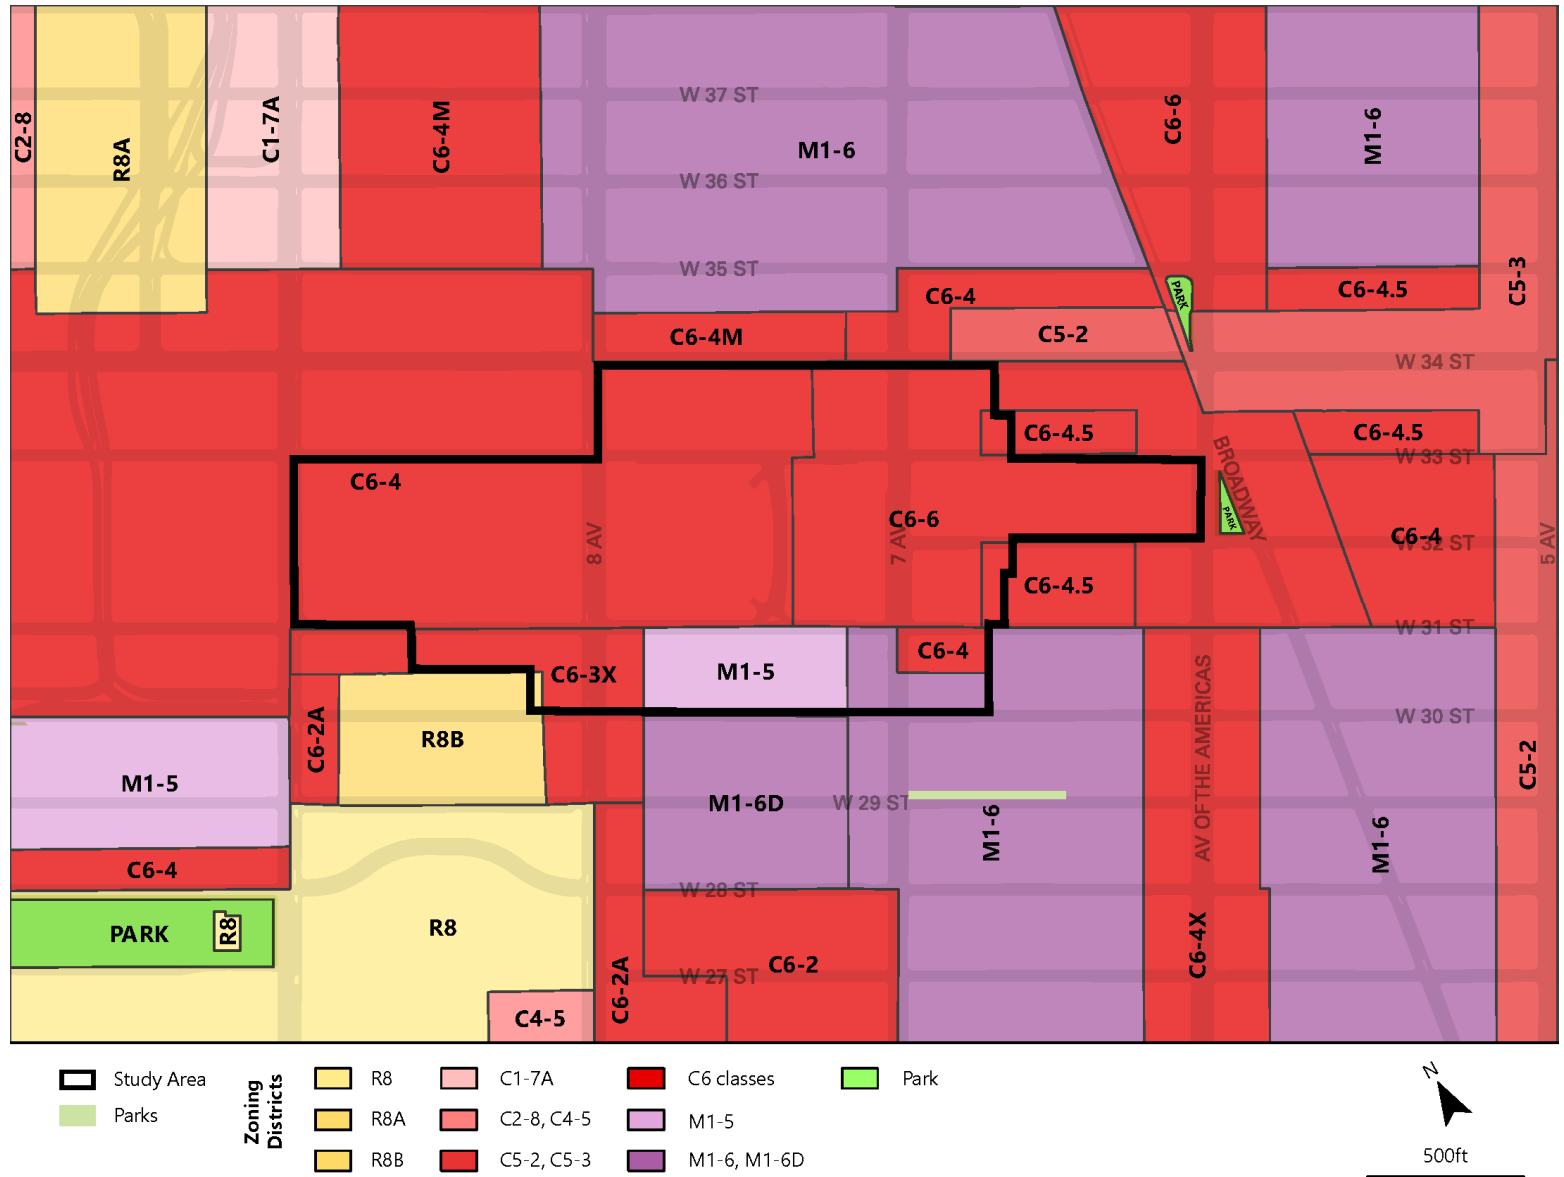 C2-8
R8A
C1-7A
C6-4M
W 37 ST
M1-6
W 36 ST
W 35 ST
C6-6
M1-6
C5-3
PARK
C6-4
C6-4.5
C6-4M
C5-2
W 34 ST
C6-4.5
C6-4.5
BROADWAY
W 33 ST
C6-4
8 AV
7 AV
C6-6
PARK
C6-4
W 32 ST
5 AV
C6-4.5
W 31 ST
C6-3X
M1-5
C6-4
AV OF THE AMERICAS
C6-2A
R8B
W 30 ST
C5-2
M1-5
M1-6D
W 29 ST
M1-6
M1-6
C6-4
W 28 ST
PARK
R8
R8
C6-2A
C6-2
W 27 ST
C6-4X
C4-5
Study Area
Parks
Zoning
Districts
R8
R8A
R8B
C1-7A
C2-8, C4-5
C5-2, C5-3
C6 classes
M1-5
M1-6, M1-6D
Park
N
500ft